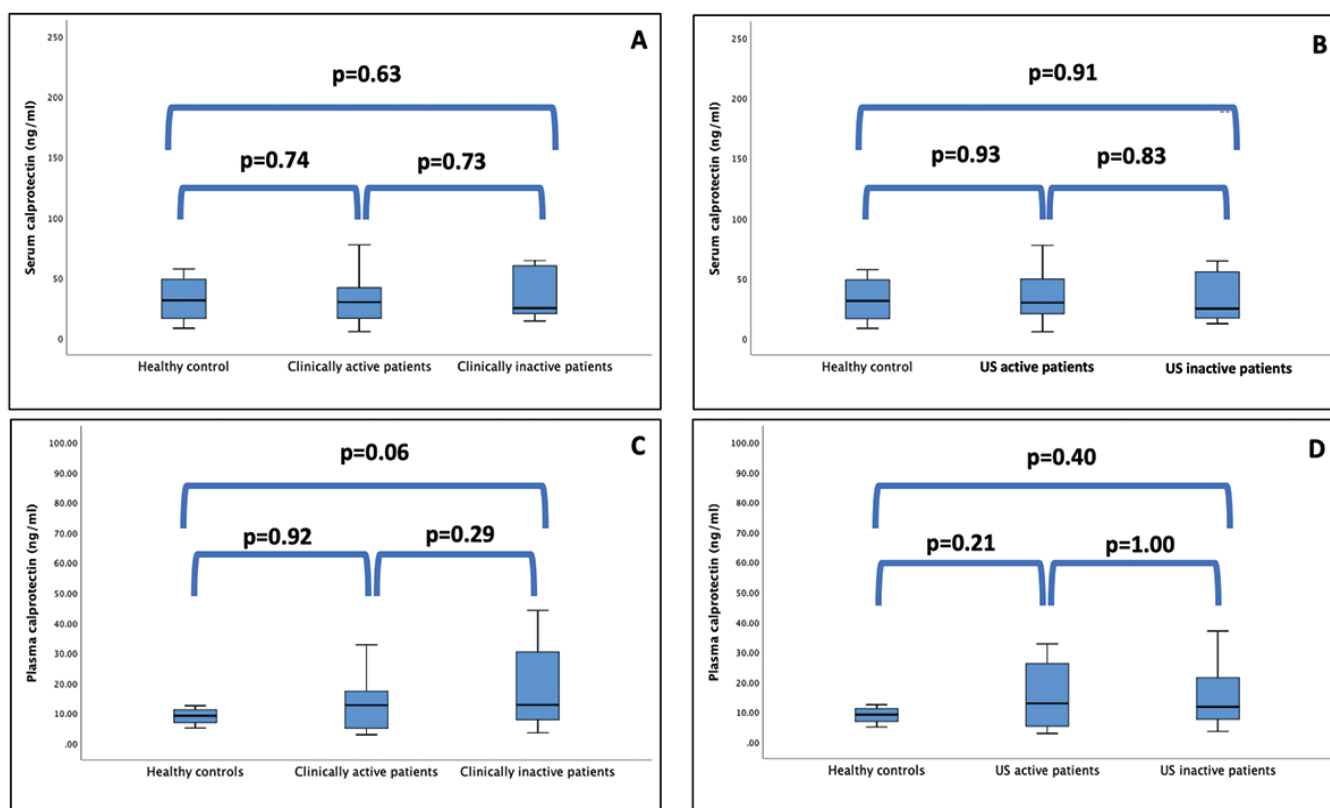 A
Serum calprotectin (ng/ml)
250
200
150
100
50
0
p=0.63
p=0.74
p=0.73
Healthy control
Clinically active patients
Clinically inactive patients
B
Serum calprotectin (ng/ml)
250
200
150
100
50
0
p=0.91
p=0.93
p=0.83
Healthy control
US active patients
US inactive patients
C
Plasma calprotectin (ng/ml)
100.00
90.00
80.00
70.00
60.00
50.00
40.00
30.00
20.00
10.00
.00
p=0.06
p=0.92
p=0.29
Healthy controls
Clinically active patients
Clinically inactive patients
D
Plasma calprotectin (ng/ml)
100.00
90.00
80.00
70.00
60.00
50.00
40.00
30.00
20.00
10.00
.00
p=0.40
p=0.21
p=1.00
Healthy controls
US active patients
US inactive patients